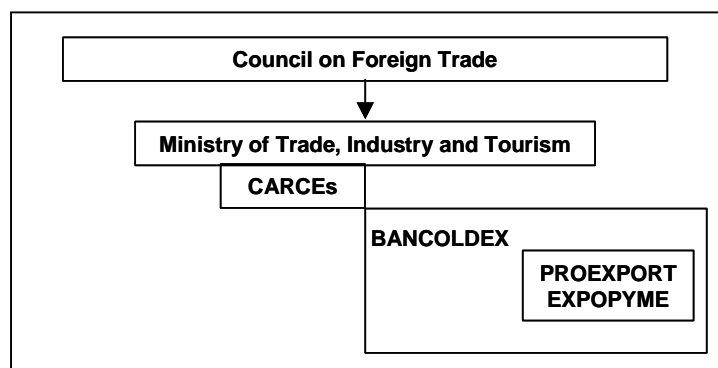 Council on Foreign Trade
Ministry of Trade, Industry and Tourism
CARCEs
BANCOLDEX
PROEXPORT
EXPOPYME